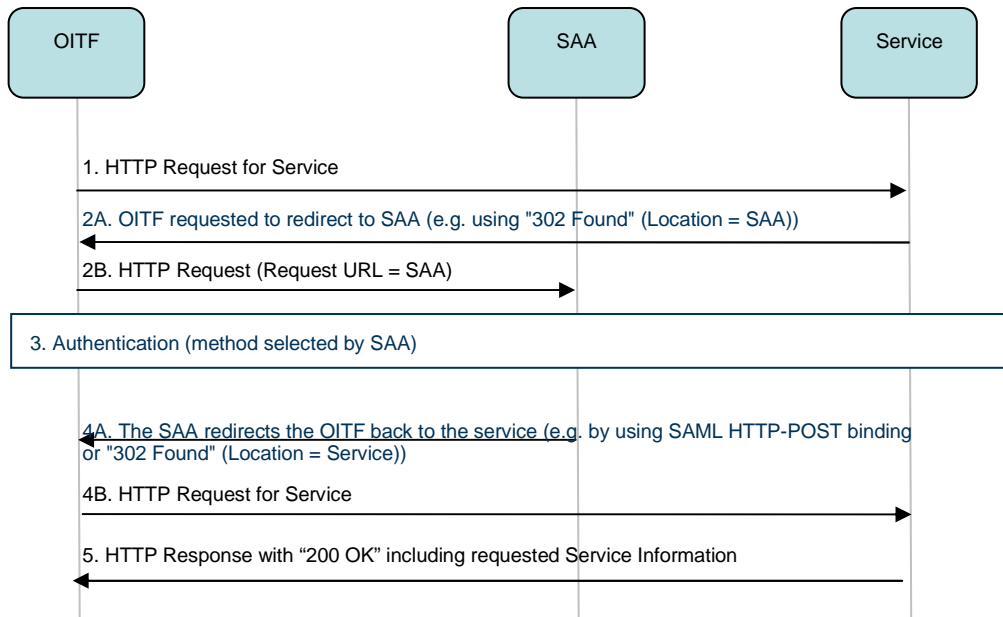 OITF
SAA
Service
1. HTTP Request for Service
2A. OITF requested to redirect to SAA (e.g. using "302 Found" (Location = SAA))
2B. HTTP Request (Request URL = SAA)
3. Authentication (method selected by SAA)
4A. The SAA redirects the OITF back to the service (e.g. by using SAML HTTP-POST binding
or "302 Found" (Location = Service))
4B. HTTP Request for Service
5. HTTP Response with “200 OK” including requested Service Information